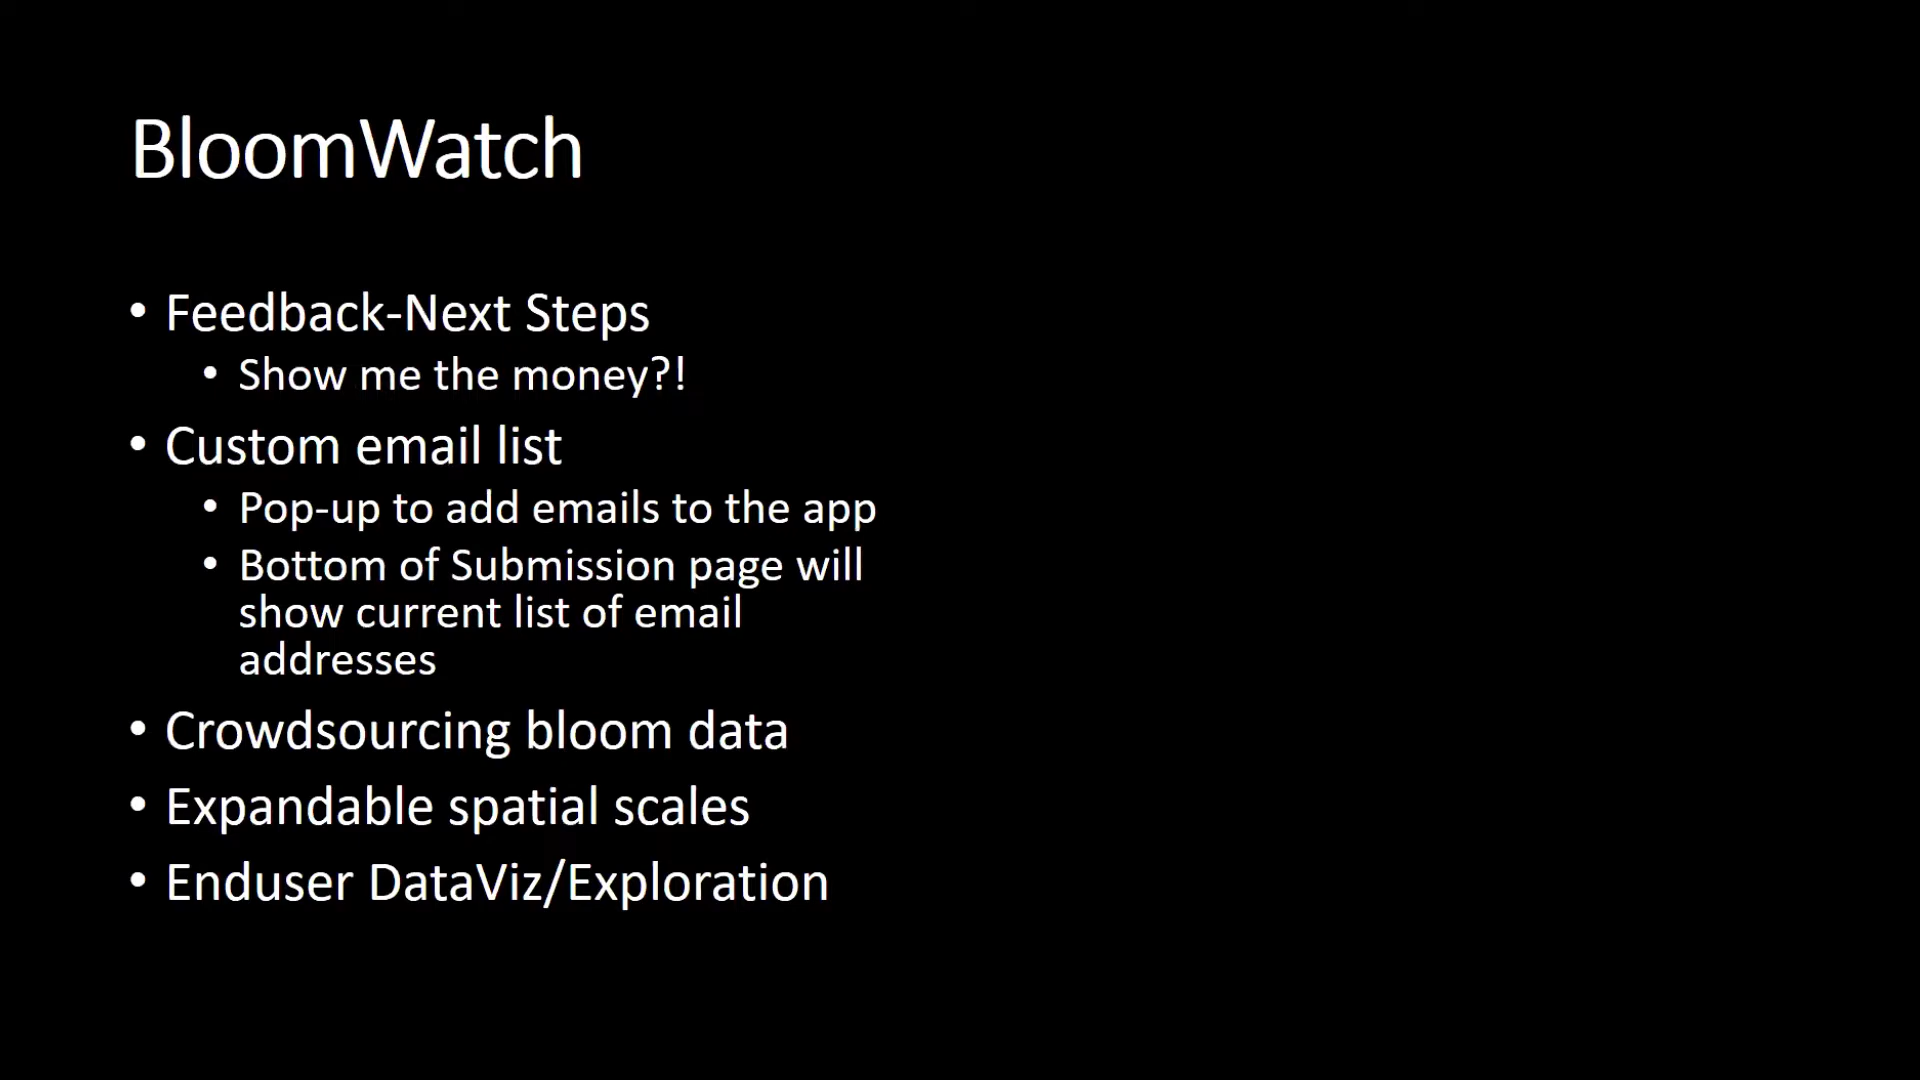 BloomWatch
• Feedback-Next Steps
• Show me the money?!
• Custom email list
• Pop-up to add emails to the app
• Bottom of Submission page will
show current list of email
addresses
• Crowdsourcing bloom data
• Expandable spatial scales
• Enduser DataViz/Exploration